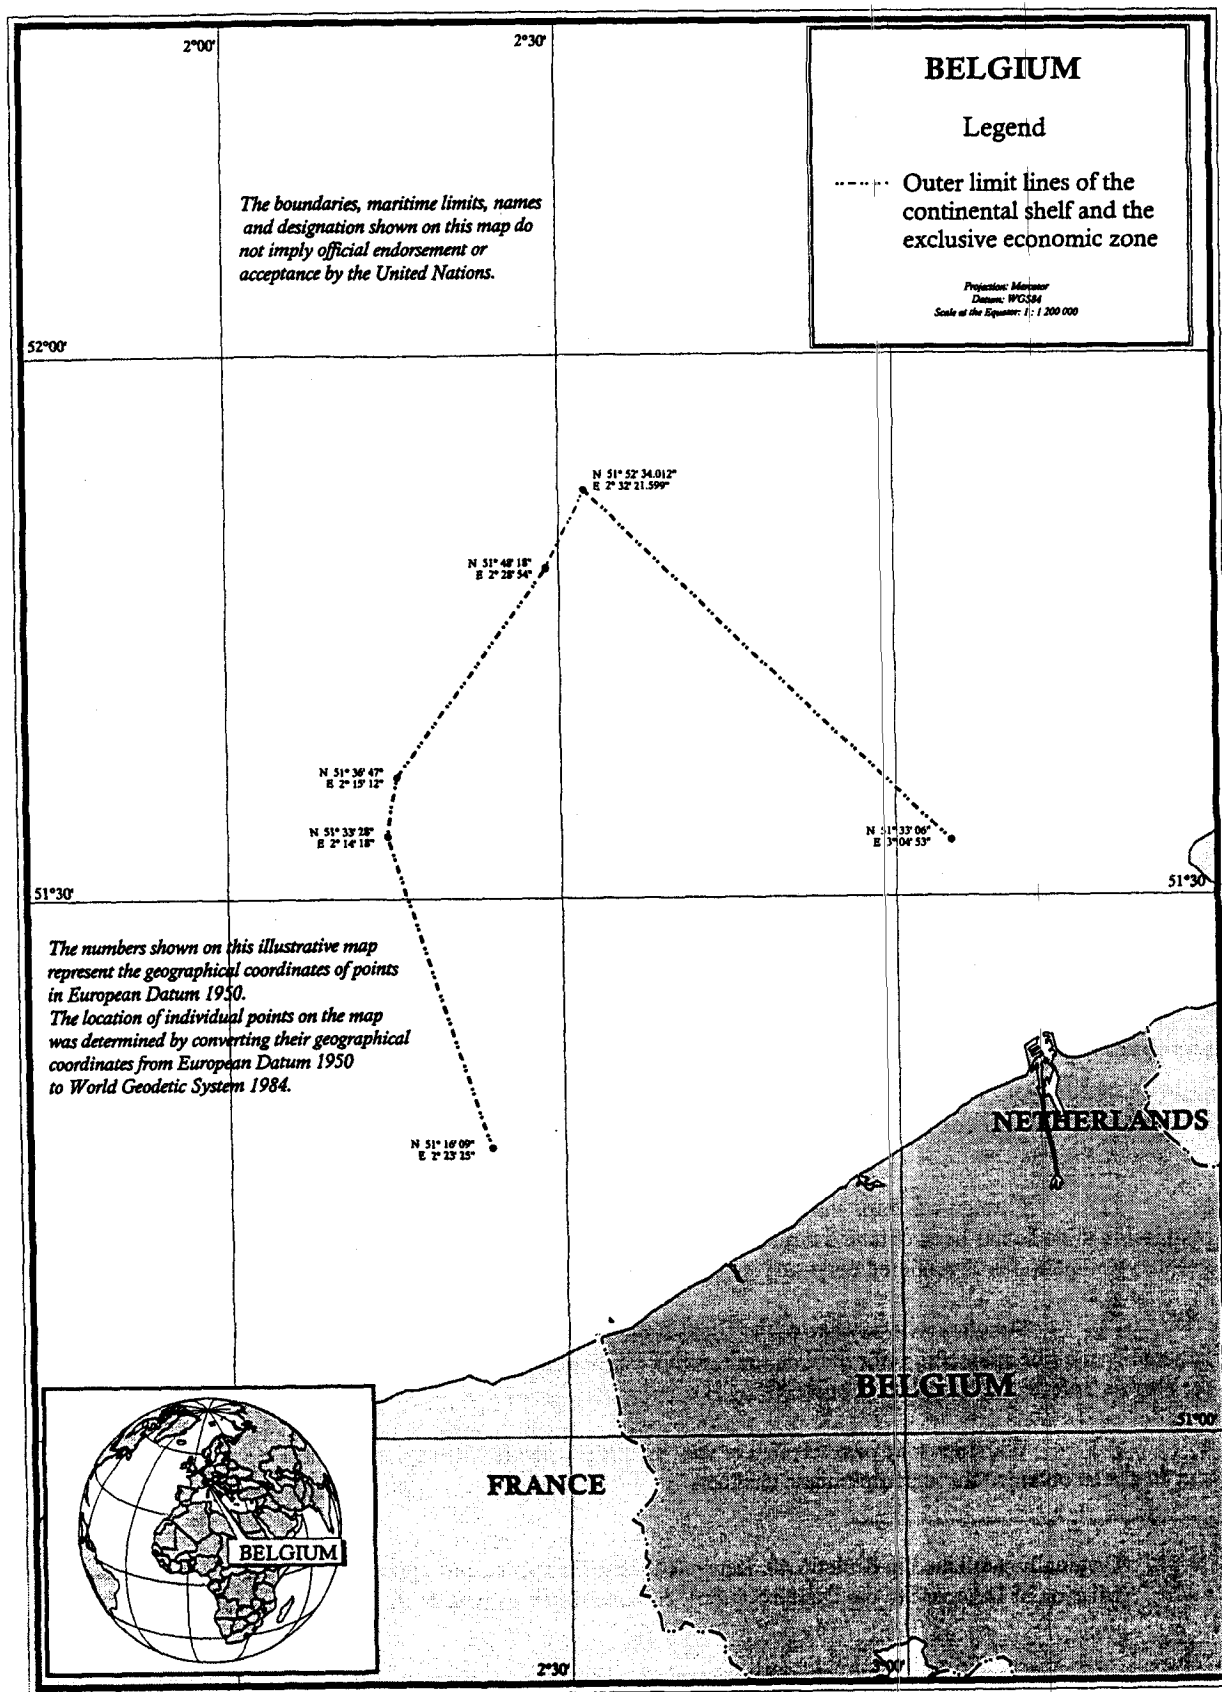 2°00'
2°30'
BELGIUM
Legend
Outer limit lines of the
continental shelf and the
exclusive economic zone
Projection: Mercator
Datum: WGS84
Scale at the Equator: 1 : 1 200 000
The boundaries, maritime limits, names
and designation shown on this map do
not imply official endorsement or
acceptance by the United Nations.
52°00'
N 51° 52' 34.012"
E 2° 32' 21.599"
N 51° 48' 18"
E 2° 28' 54"
N 51° 36' 47"
E 2° 15' 12"
N 51° 33' 28"
E 2° 14' 18"
N 51° 33' 06"
E 3° 04' 53"
51°30'
51°30'
The numbers shown on this illustrative map
represent the geographical coordinates of points
in European Datum 1950.
The location of individual points on the map
was determined by converting their geographical
coordinates from European Datum 1950
to World Geodetic System 1984.
N 51° 16' 09"
E 2° 23' 25"
NETHERLANDS
BELGIUM
51°00'
FRANCE
BELGIUM
2°30'